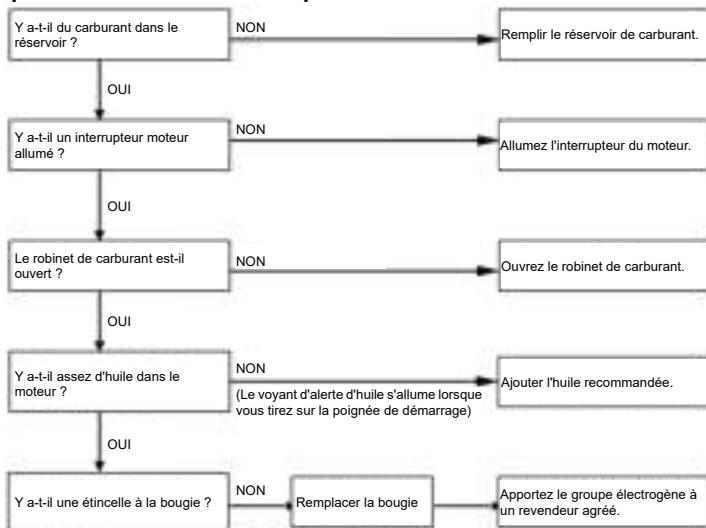 Y a-t-il du carburant dans le
réservoir ?
NON
Remplir le réservoir de carburant.
OUI
Y a-t-il un interrupteur moteur
allumé ?
NON
Allumez l'interrupteur du moteur.
OUI
Le robinet de carburant est-il
ouvert ?
NON
Ouvrez le robinet de carburant.
OUI
Y a-t-il assez d'huile dans le
moteur ?
NON
(Le voyant d'alerte d'huile s'allume lorsque
vous tirez sur la poignée de démarrage)
Ajouter l'huile recommandée.
OUI
Y a-t-il une étincelle à la bougie ?
NON
Remplacer la bougie
Apportez le groupe électrogène à
un revendeur agréé.